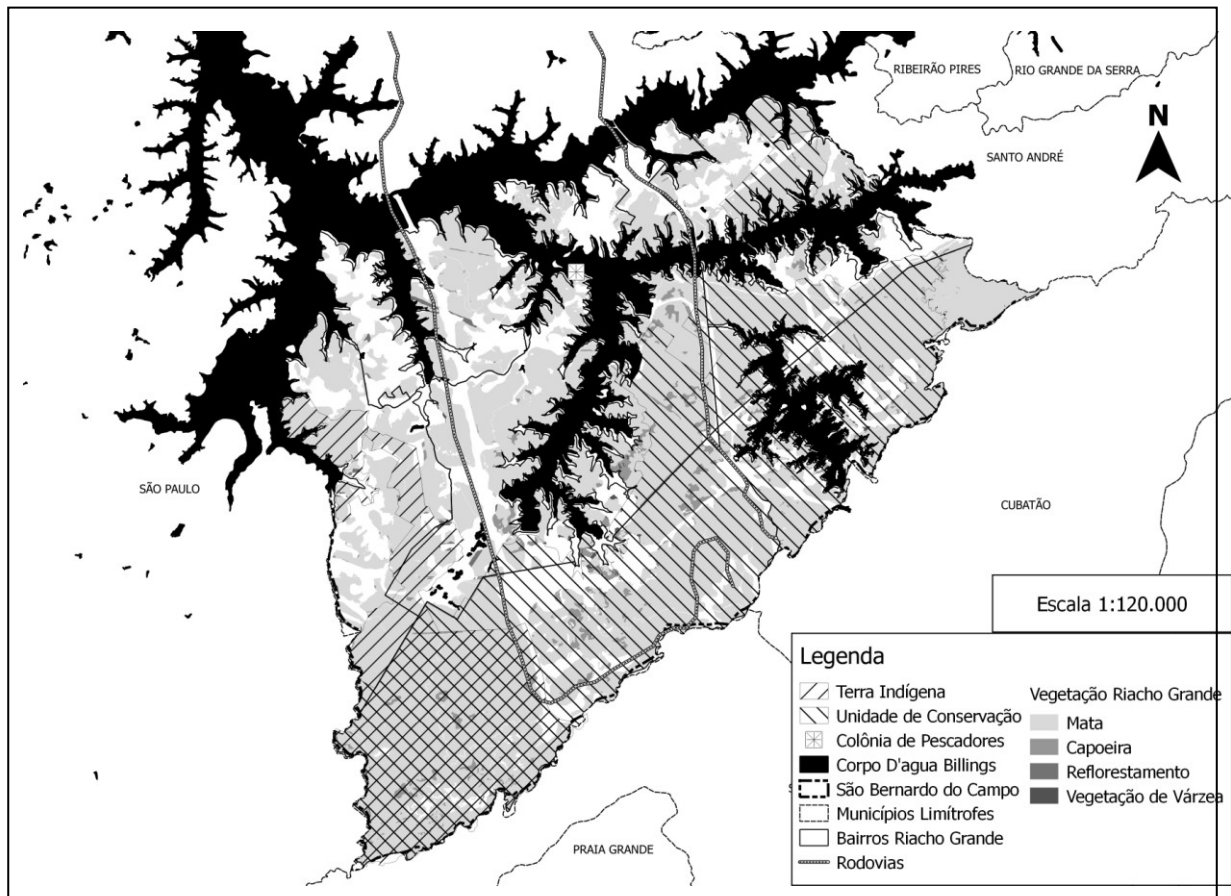 RIBEIRÃO PIRES
RIO GRANDE DA SERRA
N
SANTO ANDRÉ
SÃO PAULO
CUBATÃO
Escala 1:120.000
Legenda
Terra Indígena
Unidade de Conservação
Colônia de Pescadores
Corpo D'agua Billings
São Bernardo do Campo
Municípios Limítrofes
Bairros Riacho Grande
Rodovias
Vegetação Riacho Grande
Mata
Capoeira
Reflorestamento
Vegetação de Várzea
PRAIA GRANDE